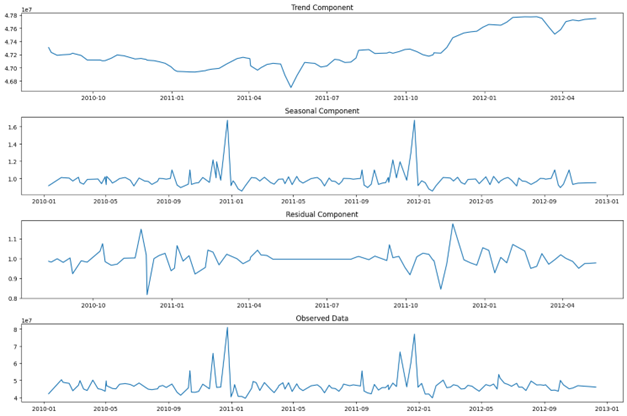 Trend Component
1e7
4.78
4.76
4.74
4.72
4.70
4.68
2010-10 2011-01 2011-04 2011-07 2011-10 2012-01 2012-04
Seasonal Component
1.6
1.4
1.2
1.0
2010-01 2010-05 2010-09 2011-01 2011-05 2011-09 2012-01 2012-05 2012-09 2013-01
Residual Component
1.1
1.0
0.9
0.8
2010-10 2011-01 2011-04 2011-07 2011-10 2012-01 2012-04
Observed Data
1e7
8
7
6
5
4
2010-01 2010-05 2010-09 2011-01 2011-05 2011-09 2012-01 2012-05 2012-09 2013-01